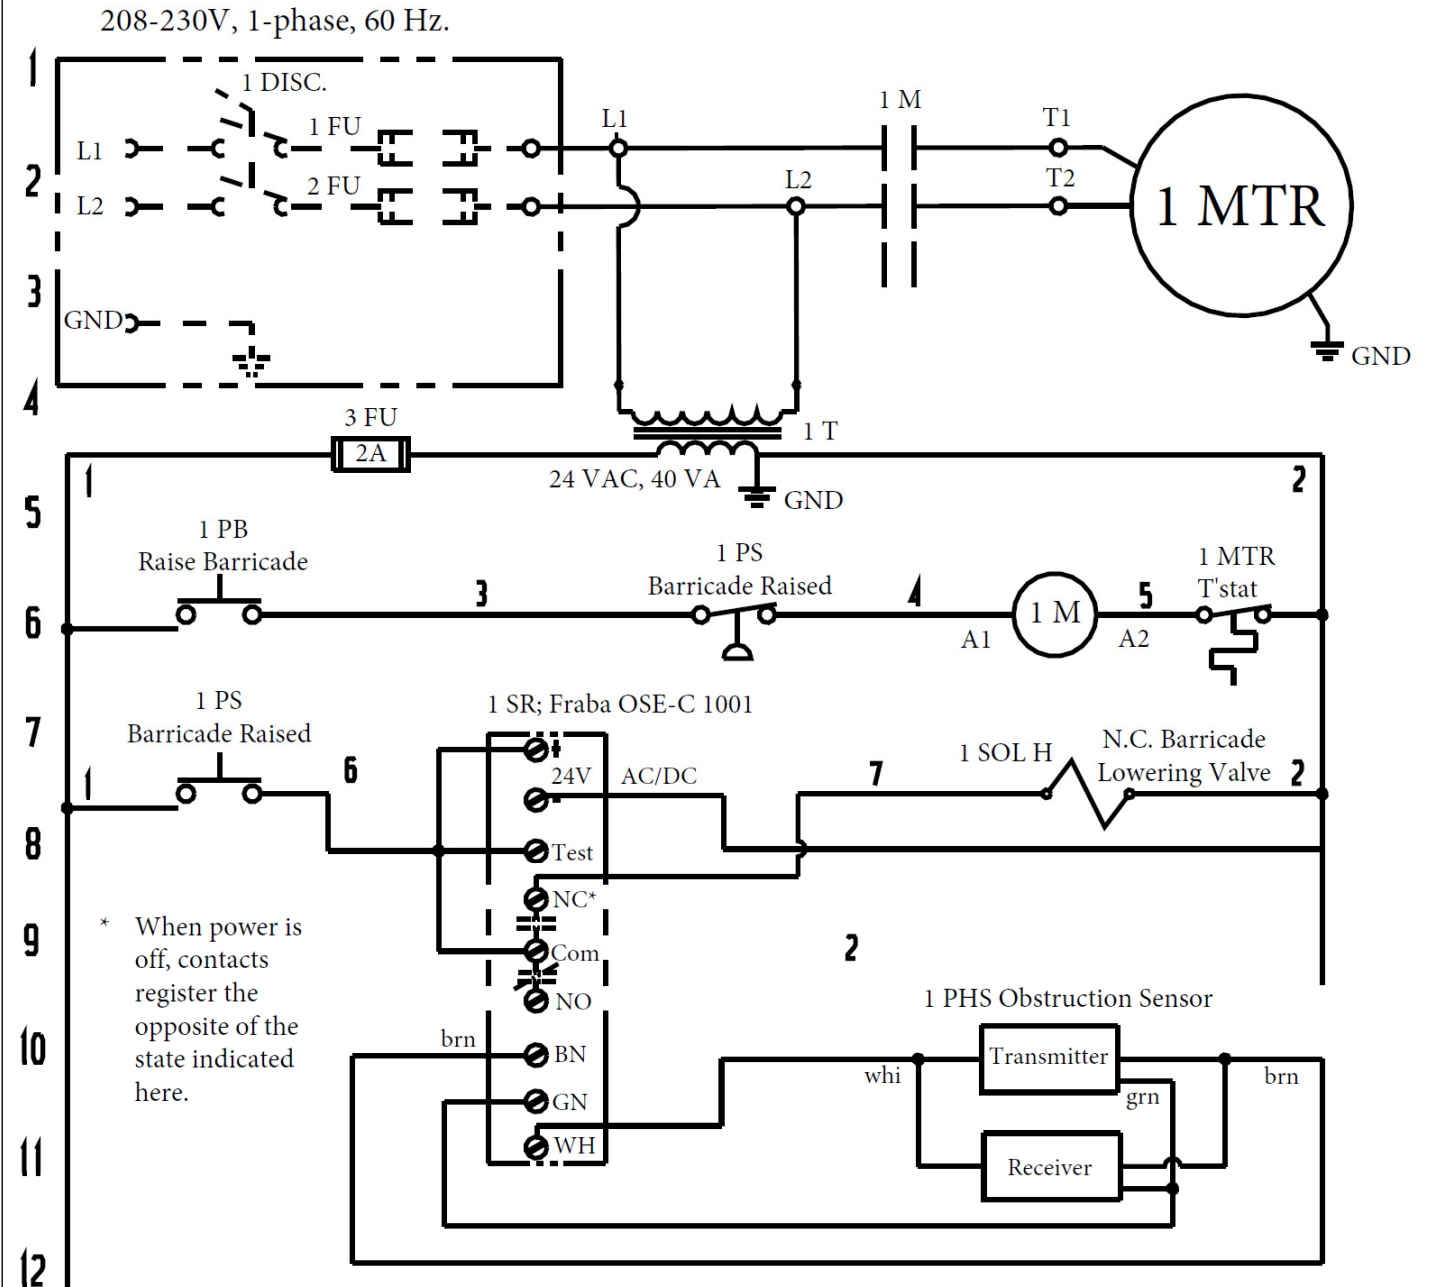 208-230V, 1-phase, 60 Hz.
1
1 DISC.
1 FU
L1
L1
1 M
T1
2
2 FU
L2
L2
T2
1 MTR
3
GND
GND
4
3 FU
2A
1 T
1
24 VAC, 40 VA
GND
2
5
1 PB
Raise Barricade
1 PS
Barricade Raised
1 MTR
T'stat
6
3
4
1 M
5
A1
A2
7
1 PS
Barricade Raised
1 SR; Fraba OSE-C 1001
+
24V
AC/DC
-
1
6
7
1 SOL H
N.C. Barricade
Lowering Valve
2
8
Test
NC*
9
* When power is
off, contacts
register the
opposite of the
state indicated
here.
Com
NO
2
1 PHS Obstruction Sensor
10
brn
BN
whi
Transmitter
brn
grn
GN
11
WH
Receiver
12